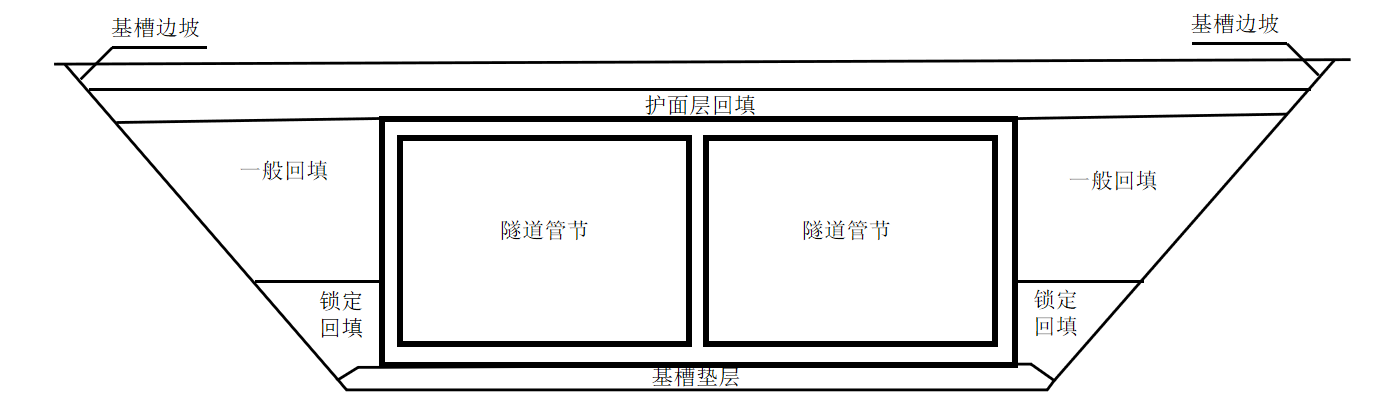 基槽边坡
基槽边坡
护面层回填
一般回填
一般回填
隧道管节
隧道管节
锁定
回填
锁定
回填
基槽垫层